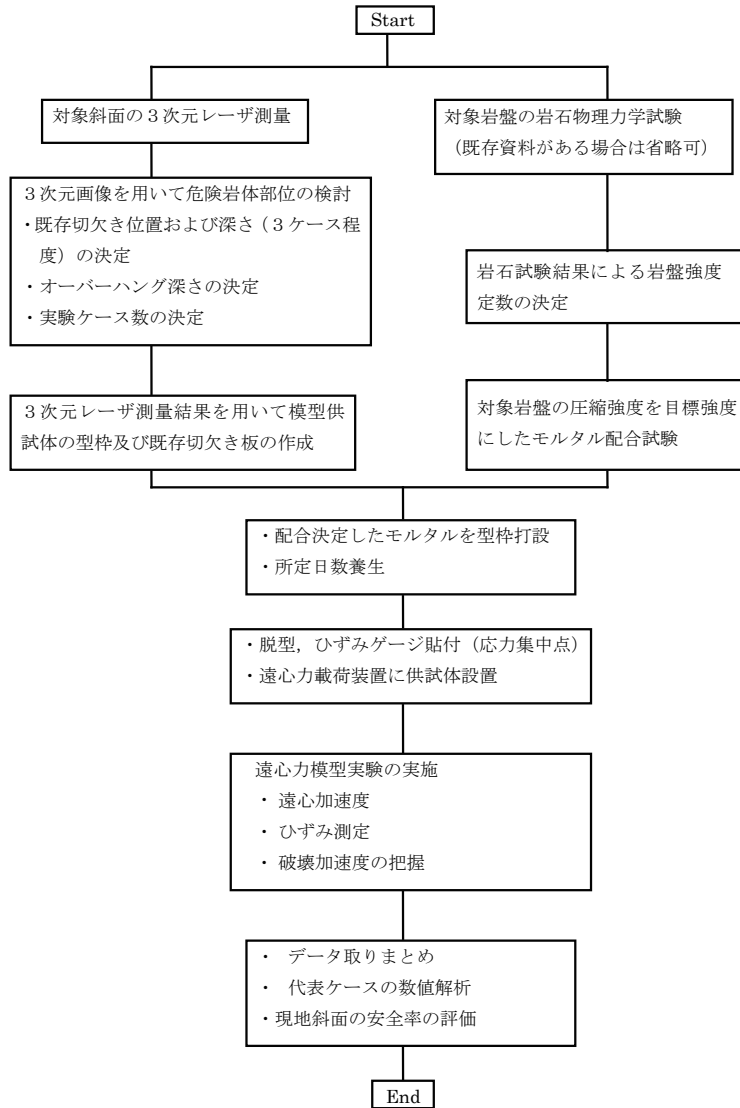 Start
対象斜面の３次元レーザ測量
３次元画像を用いて危険岩体部位の検討
・既存切欠き位置および深さ（３ケース程
度）の決定
・オーバーハング深さの決定
・実験ケース数の決定
３次元レーザ測量結果を用いて模型供
試体の型枠及び既存切欠き板の作成
対象岩盤の岩石物理力学試験
（既存資料がある場合は省略可）
岩石試験結果による岩盤強度
定数の決定
対象岩盤の圧縮強度を目標強度
にしたモルタル配合試験
・配合決定したモルタルを型枠打設
・所定日数養生
・脱型，ひずみゲージ貼付（応力集中点）
・遠心力載荷装置に供試体設置
遠心力模型実験の実施
・ 遠心加速度
・ ひずみ測定
・ 破壊加速度の把握
・ データ取りまとめ
・ 代表ケースの数値解析
・現地斜面の安全率の評価
End